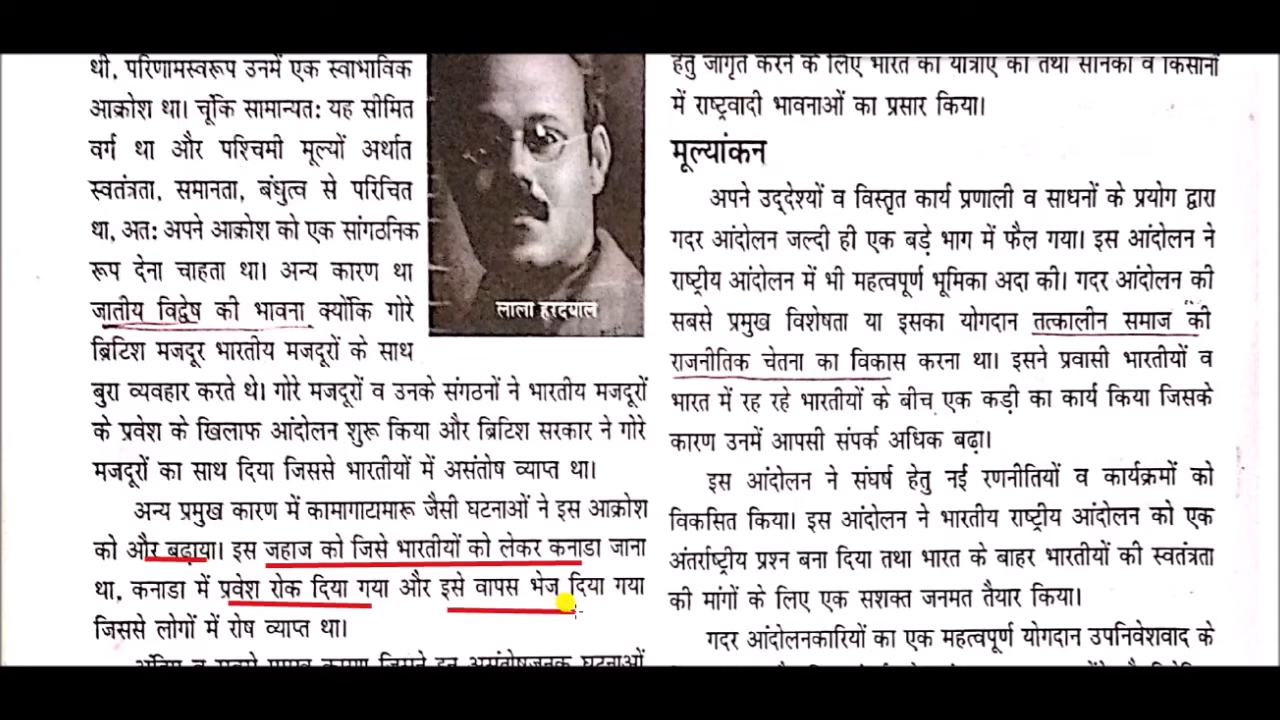 थी, परिणामस्वरूप उनमें एक स्वाभाविक
आक्रोश था। चूंकि सामान्यत: यह सीमित
वर्ग था और पश्चिमी मूल्यों अर्थात
स्वतंत्रता, समानता, बंधुत्व से परिचित
था, अत: अपने आक्रोश को एक सांगठनिक
रूप देना चाहता था। अन्य कारण था
जातीय विद्वेष की भावना क्योंकि गोरे
ब्रिटिश मजदूर भारतीय मजदूरों के साथ
बुरा व्यवहार करते थे। गोरे मजदूरों व उनके संगठनों ने भारतीय मजदूरों
के प्रवेश के खिलाफ आंदोलन शुरू किया और ब्रिटिश सरकार ने गोरे
मजदूरों का साथ दिया जिससे भारतीयों में असंतोष व्याप्त था।
अन्य प्रमुख कारण में कामागाटामारू जैसी घटनाओं ने इस आक्रोश
को और बढ़ाया। इस जहाज को जिसे भारतीयों को लेकर कनाडा जाना
था, कनाडा में प्रवेश रोक दिया गया और इसे वापस भेज दिया गया
जिससे लोगों में रोष व्याप्त था।
लाला हरदयाल
हेतु जागृत करने के लिए भारत की यात्राएं की तथा सैनिकों व किसानों
में राष्ट्रवादी भावनाओं का प्रसार किया।
मूल्यांकन
अपने उद्देश्यों व विस्तृत कार्य प्रणाली व साधनों के प्रयोग द्वारा
गदर आंदोलन जल्दी ही एक बड़े भाग में फैल गया। इस आंदोलन ने
राष्ट्रीय आंदोलन में भी महत्वपूर्ण भूमिका अदा की। गदर आंदोलन की
सबसे प्रमुख विशेषता या इसका योगदान तत्कालीन समाज की
राजनीतिक चेतना का विकास करना था। इसने प्रवासी भारतीयों व
भारत में रह रहे भारतीयों के बीच एक कड़ी का कार्य किया जिसके
कारण उनमें आपसी संपर्क अधिक बढ़ा।
इस आंदोलन ने संघर्ष हेतु नई रणनीतियों व कार्यक्रमों को
विकसित किया। इस आंदोलन ने भारतीय राष्ट्रीय आंदोलन को एक
अंतर्राष्ट्रीय प्रश्न बना दिया तथा भारत के बाहर भारतीयों की स्वतंत्रता
की मांगों के लिए एक सशक्त जनमत तैयार किया।
गदर आंदोलनकारियों का एक महत्वपूर्ण योगदान उपनिवेशवाद के